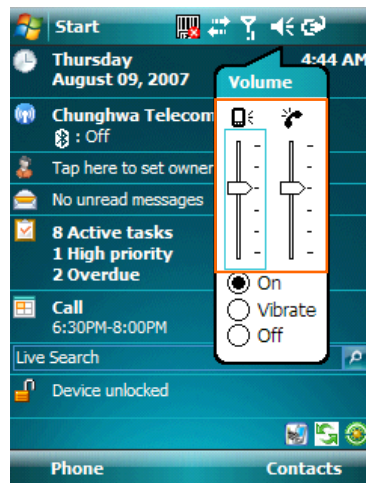 Start
Thursday 4:44 AM
August 09, 2007
Volume
Chunghwa Telecom
: Off
Tap here to set owner
No unread messages
8 Active tasks
1 High priority
2 Overdue
On
Vibrate
Off
Call
6:30PM-8:00PM
Live Search
Device unlocked
Phone Contacts